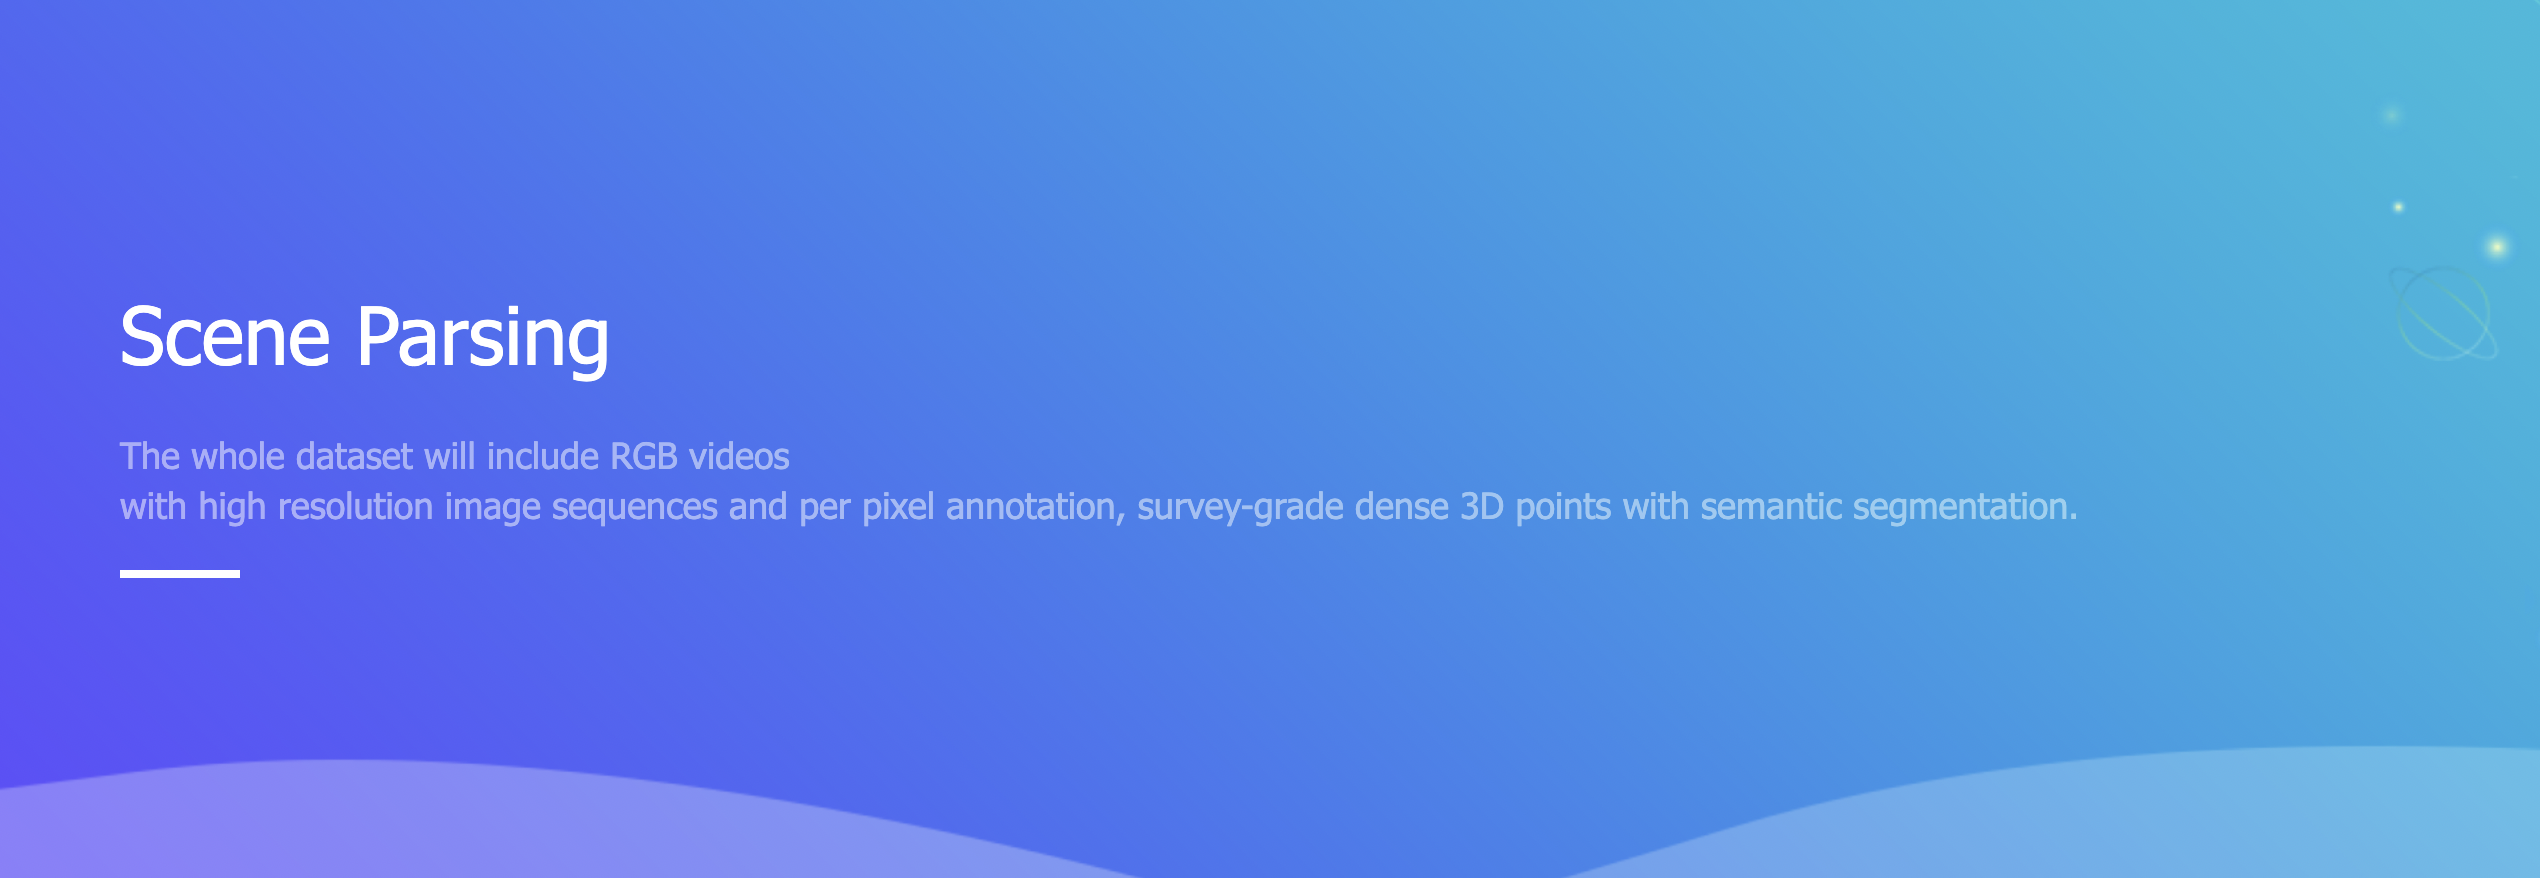 Scene Parsing
The whole dataset will include RGB videos
with high resolution image sequences and per pixel annotation, survey-grade dense 3D points with semantic segmentation.